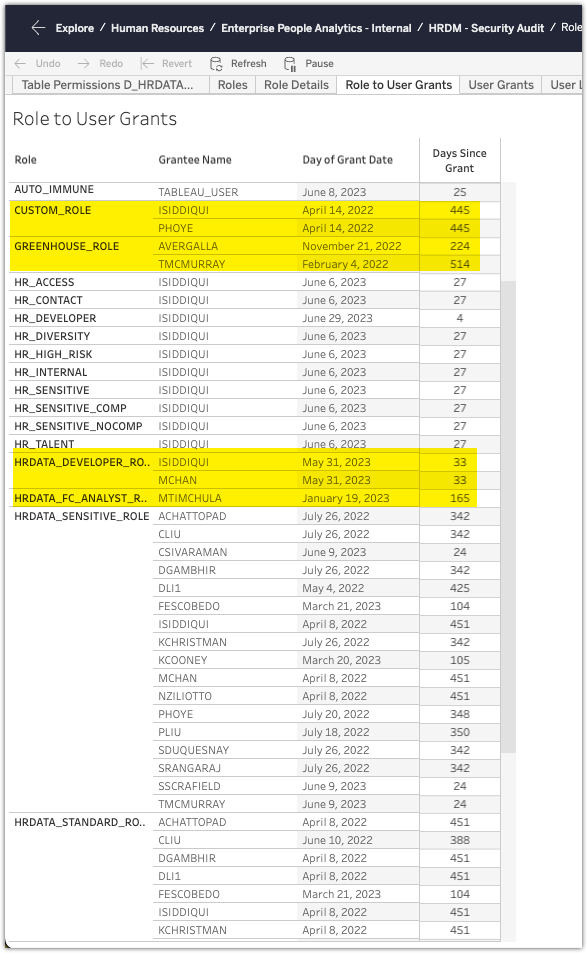 Explore / Human Resources / Enterprise People Analytics - Internal / HRDM - Security Audit / Role
Undo Redo Revert Refresh Pause
Table Permissions D_HRDATA... Roles Role Details Role to User Grants User Grants User L
Role to User Grants
Role Grantee Name Day of Grant Date Days Since Grant
AUTO_IMMUNE TABLEAU_USER June 8, 2023 25
CUSTOM_ROLE ISIDDIQUI April 14, 2022 445
PHOYE April 14, 2022 445
GREENHOUSE_ROLE AVERGALLA November 21, 2022 224
TMCMURRAY February 4, 2022 514
HR_ACCESS ISIDDIQUI June 6, 2023 27
HR_CONTACT ISIDDIQUI June 6, 2023 27
HR_DEVELOPER ISIDDIQUI June 29, 2023 4
HR_DIVERSITY ISIDDIQUI June 6, 2023 27
HR_HIGH_RISK ISIDDIQUI June 6, 2023 27
HR_INTERNAL ISIDDIQUI June 6, 2023 27
HR_SENSITIVE ISIDDIQUI June 6, 2023 27
HR_SENSITIVE_COMP ISIDDIQUI June 6, 2023 27
HR_SENSITIVE_NOCOMP ISIDDIQUI June 6, 2023 27
HR_TALENT ISIDDIQUI June 6, 2023 27
HRDATA_DEVELOPER_RO.. ISIDDIQUI May 31, 2023 33
MCHAN May 31, 2023 33
HRDATA_FC_ANALYST_R.. MTIMCHULA January 19, 2023 165
HRDATA_SENSITIVE_ROLE ACHATTOPAD July 26, 2022 342
CLIU July 26, 2022 342
CSIVARAMAN June 9, 2023 24
DGAMBHIR July 26, 2022 342
DLI1 May 4, 2022 425
FESCOBEDO March 21, 2023 104
ISIDDIQUI April 8, 2022 451
KCHRISTMAN July 26, 2022 342
KCOONEY March 20, 2023 105
MCHAN April 8, 2022 451
NZILIOTTO April 8, 2022 451
PHOYE July 20, 2022 348
PLIU July 18, 2022 350
SDUQUESNAY July 26, 2022 342
SRANGARAJ July 26, 2022 342
SSCRAFIELD June 9, 2023 24
TMCMURRAY June 9, 2023 24
HRDATA_STANDARD_RO.. ACHATTOPAD April 8, 2022 451
CLIU June 10, 2022 388
DGAMBHIR April 8, 2022 451
DLI1 April 8, 2022 451
FESCOBEDO March 21, 2023 104
ISIDDIQUI April 8, 2022 451
KCHRISTMAN April 8, 2022 451